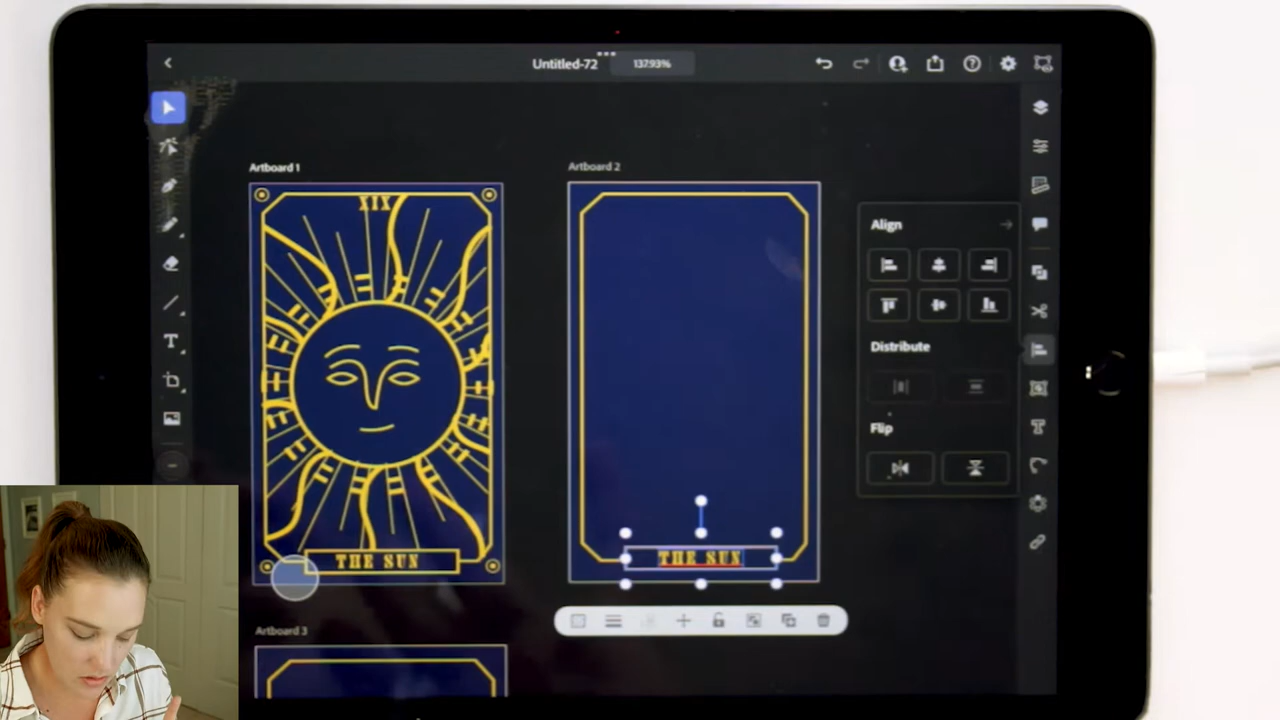 Untitled-72 137.93%
Artboard 1
Artboard 2
XIX
Align
Distribute
Flip
THE SUN
THE SUN
Artboard 3